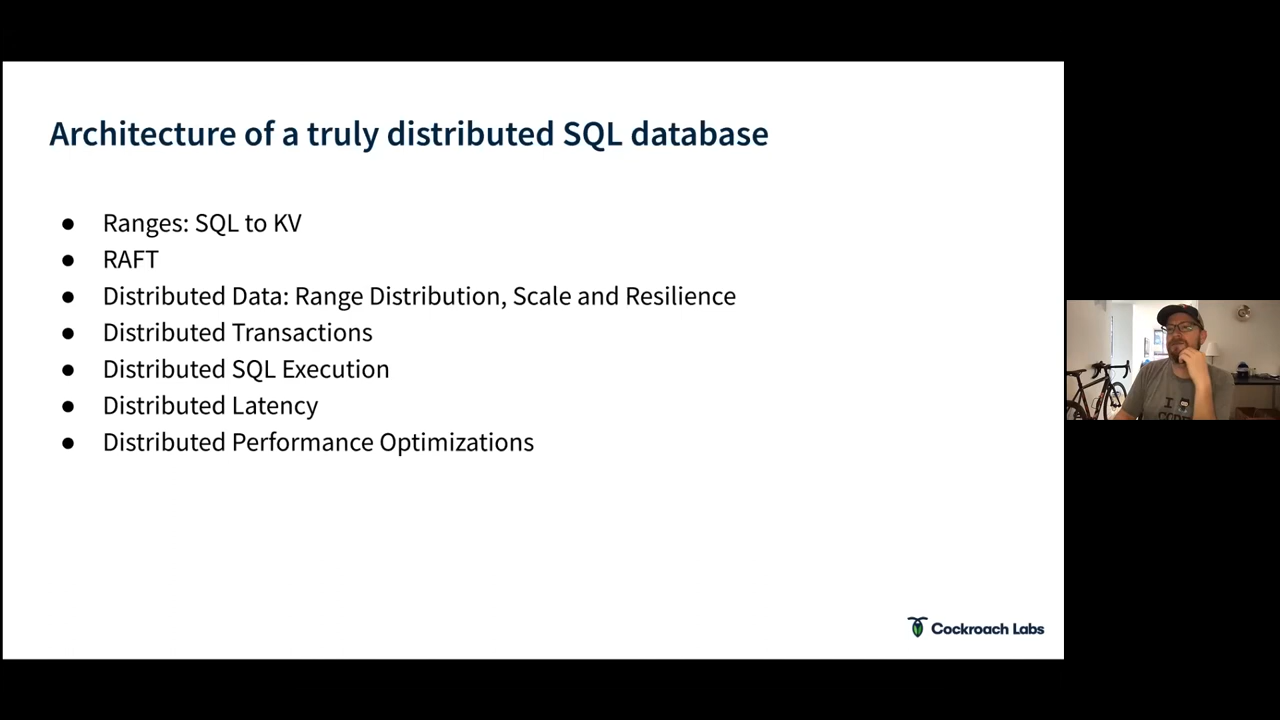 Architecture of a truly distributed SQL database
● Ranges: SQL to KV
● RAFT
● Distributed Data: Range Distribution, Scale and Resilience
● Distributed Transactions
● Distributed SQL Execution
● Distributed Latency
● Distributed Performance Optimizations
Cockroach Labs
I